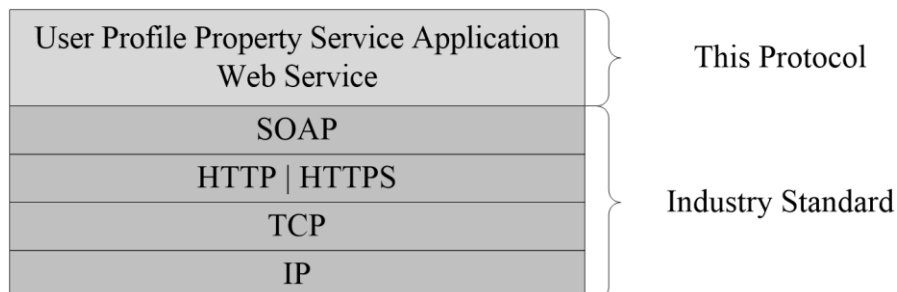 User Profile Property Service Application
Web Service
This Protocol
SOAP
HTTP | HTTPS
TCP
IP
Industry Standard